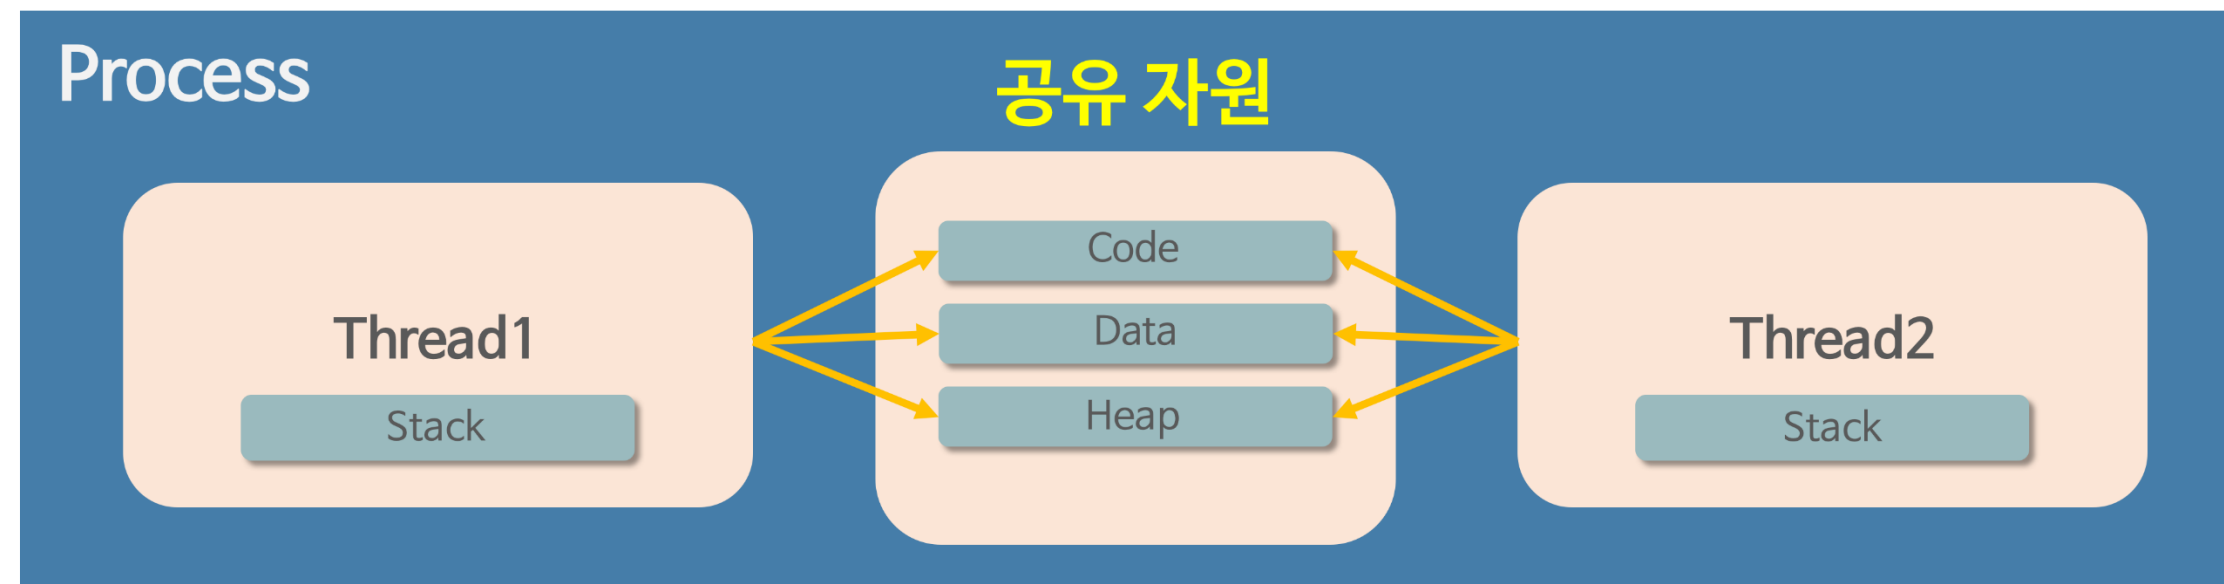 Process
공유 자원
Thread1
Stack
Code
Data
Heap
Thread2
Stack